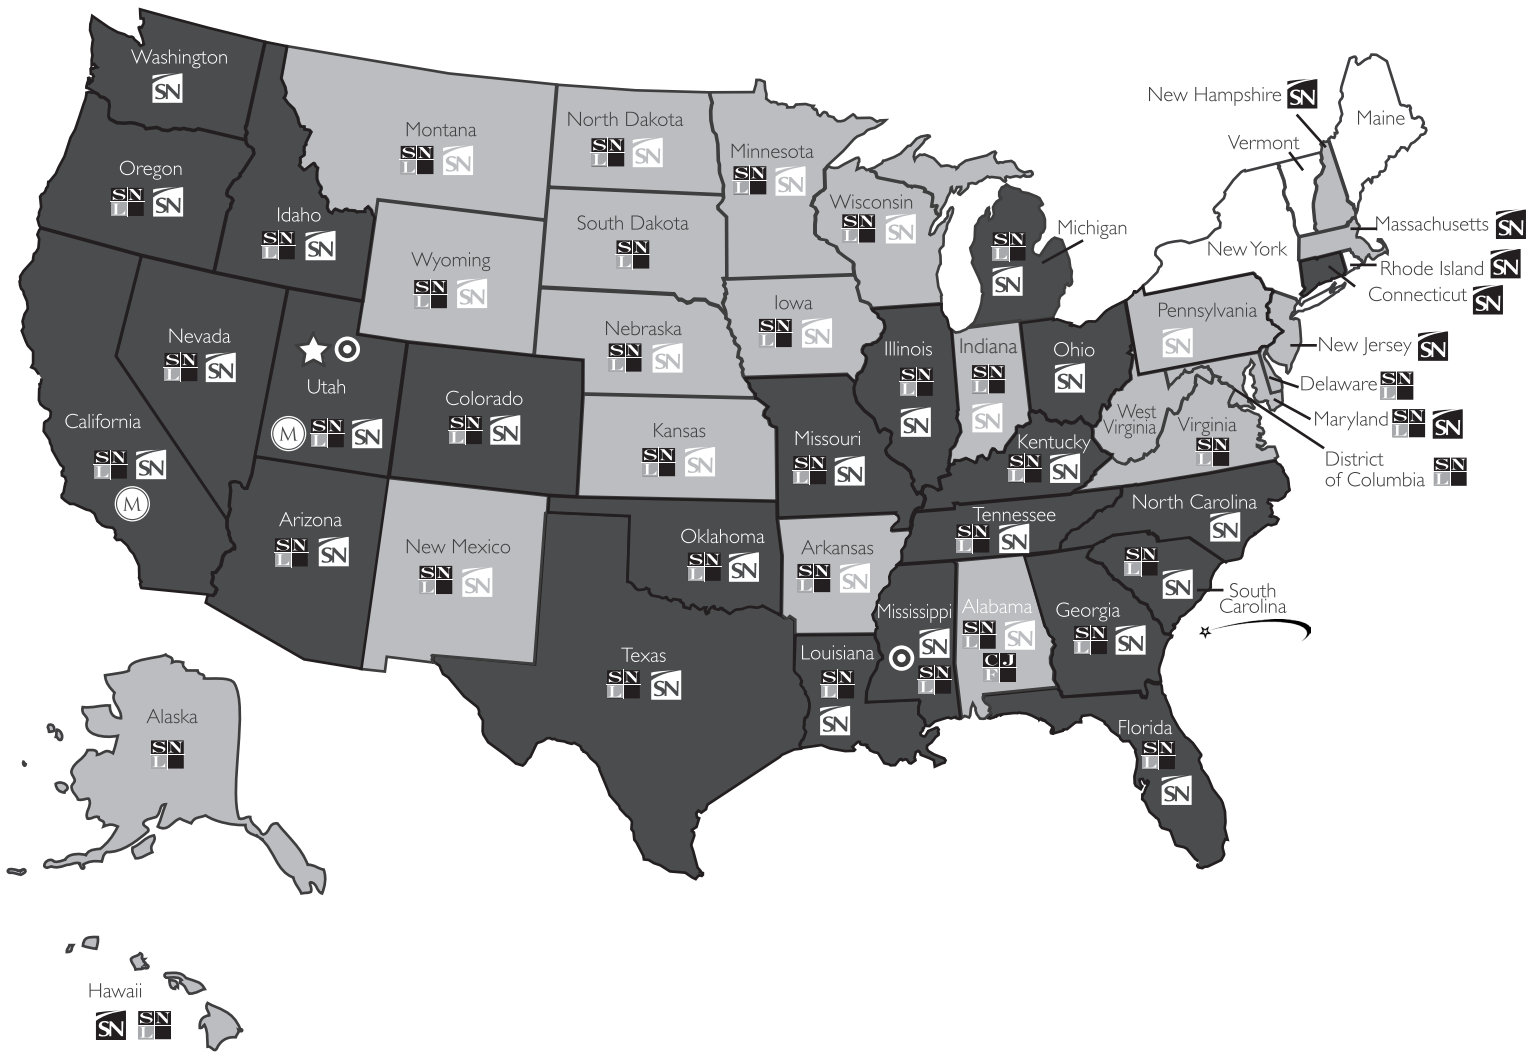 Washington
SN
Oregon
SN
L
SN
Idaho
SN
L
SN
Montana
SN
L
SN
North Dakota
SN
L
SN
Minnesota
SN
L
SN
Wisconsin
SN
L
SN
Michigan
SN
L
SN
New Hampshire SN
Vermont
Maine
Massachusetts SN
New York
Rhode Island SN
Connecticut SN
South Dakota
SN
L
Wyoming
SN
L
SN
Nebraska
SN
L
SN
Iowa
SN
L
SN
Illinois
SN
L
SN
Indiana
SN
L
SN
Ohio
SN
Pennsylvania
SN
New Jersey SN
Delaware SN
L
Maryland SN
L
SN
District
of Columbia
SN
L
West
Virginia
Virginia
SN
L
Nevada
SN
L
SN
Utah
M
SN
L
SN
Colorado
SN
L
SN
Kansas
SN
L
SN
Missouri
SN
L
SN
Kentucky
SN
L
SN
California
SN
L
SN
M
Arizona
SN
L
SN
New Mexico
SN
L
SN
Oklahoma
SN
L
SN
Arkansas
SN
L
SN
Tennessee
SN
L
SN
North Carolina
SN
SN
L
SN
South
Carolina
Texas
SN
L
SN
Louisiana
SN
L
SN
Mississippi
SN
SN
L
Alabama
SN
L
SN
CJ
F
Georgia
SN
L
SN
Florida
SN
L
SN
Alaska
SN
L
Hawaii
SN
SN
L